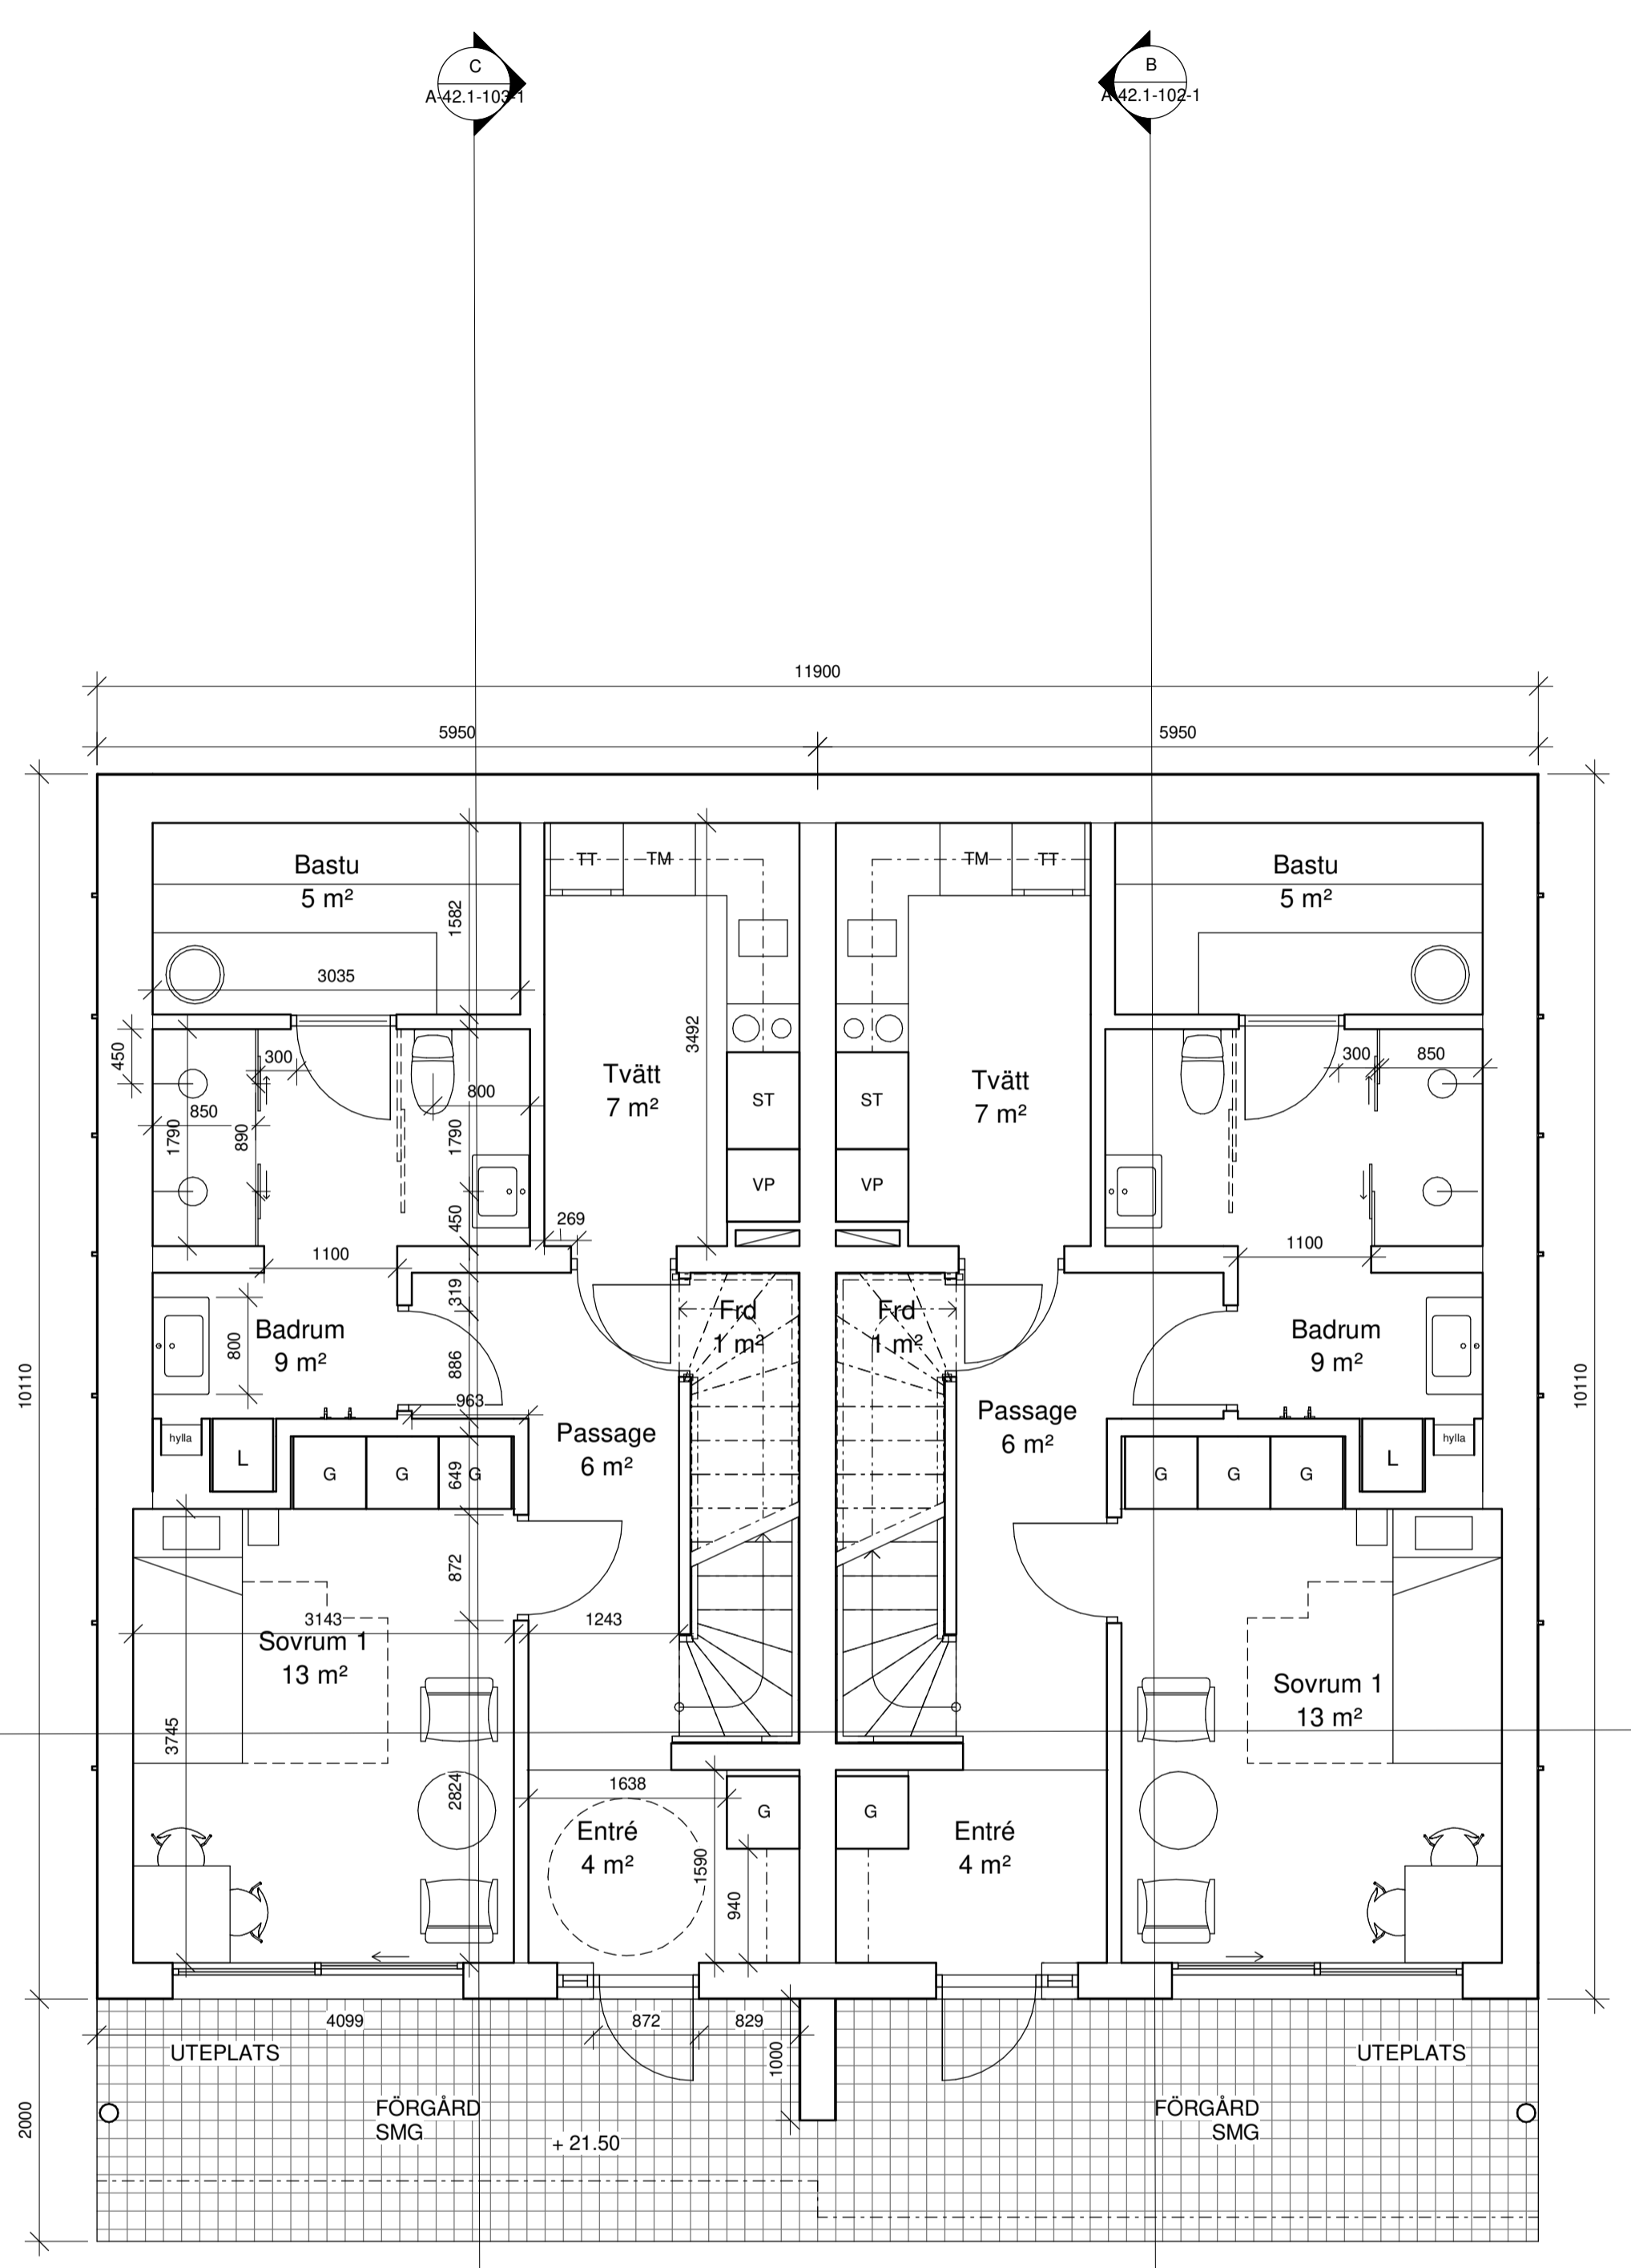 C
A-42.1-103-1
B
A-42.1-102-1
11900
5950
5950
Bastu
5 m²
TT
TM
TM
TT
Bastu
5 m²
1582
3035
3492
450
300
300
850
Tvätt
7 m²
Tvätt
7 m²
800
ST
ST
850
1790
890
1790
VP
VP
450
269
1100
1100
319
Frd
1 m²
Frd
1 m²
Badrum
9 m²
800
Badrum
9 m²
886
10110
10110
963
Passage
6 m²
Passage
6 m²
hylla
L
G
G
G
649
G
G
G
L
hylla
872
3143
1243
Sovrum 1
13 m²
Sovrum 1
13 m²
3745
2824
1638
G
G
Entré
4 m²
Entré
4 m²
1590
940
4099
872
829
1000
UTEPLATS
UTEPLATS
2000
FÖRGÅRD
SMG
FÖRGÅRD
SMG
+ 21.50